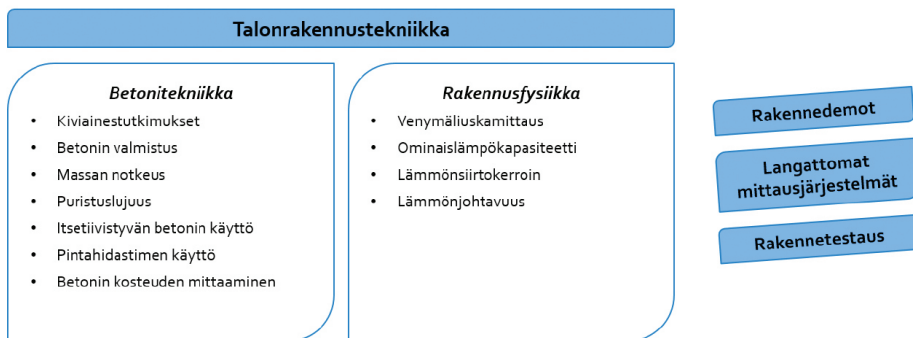 Talonrakennustekniikka
Betonitekniikka
• Kiviainestutkimukset
• Betonin valmistus
• Massan notkeus
• Puristuslujuus
• Itsetiivistyvän betonin käyttö
• Pintahidastimen käyttö
• Betonin kosteuden mittaaminen
Rakennusfysiikka
• Venymäliuskamittaus
• Ominaislämpökapasiteetti
• Lämmönsiirtokerroin
• Lämmönjohtavuus
Rakennedemot
Langattomat
mittausjärjestelmät
Rakennetestaus